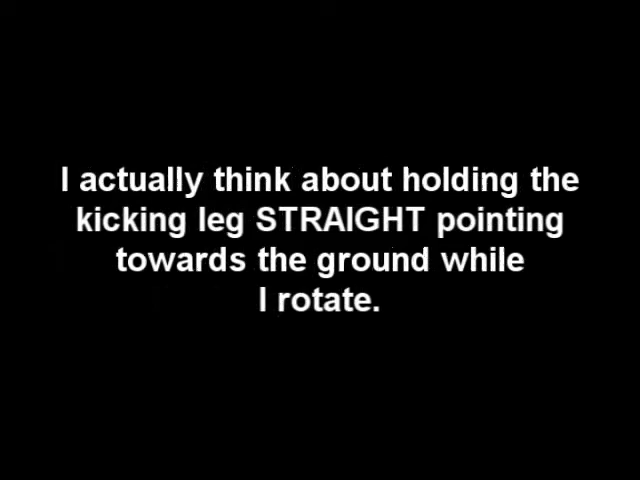 I actually think about holding the
kicking leg STRAIGHT pointing
towards the ground while
I rotate.